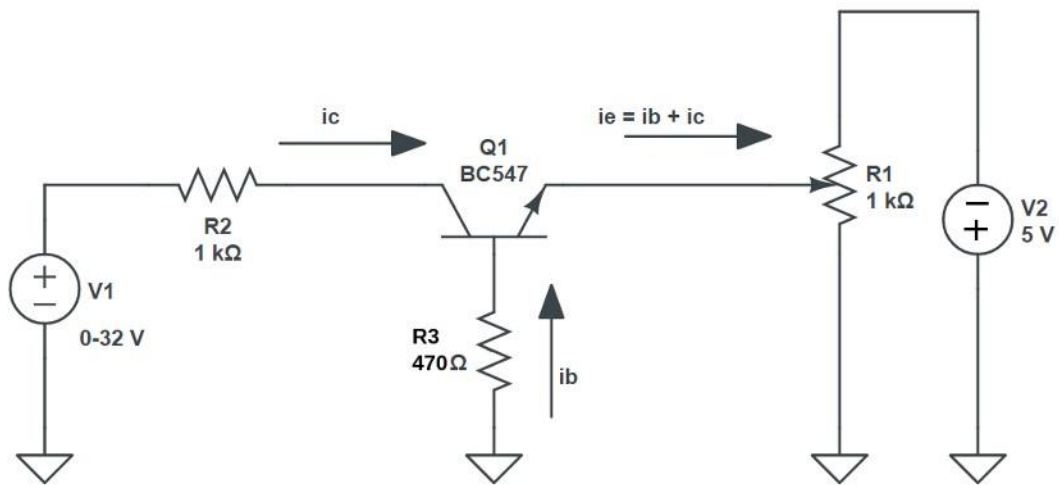 ic
Q1
BC547
ie = ib + ic
R2
1 kΩ
R1
1 kΩ
V2
5 V
V1
0-32 V
R3
470Ω
ib